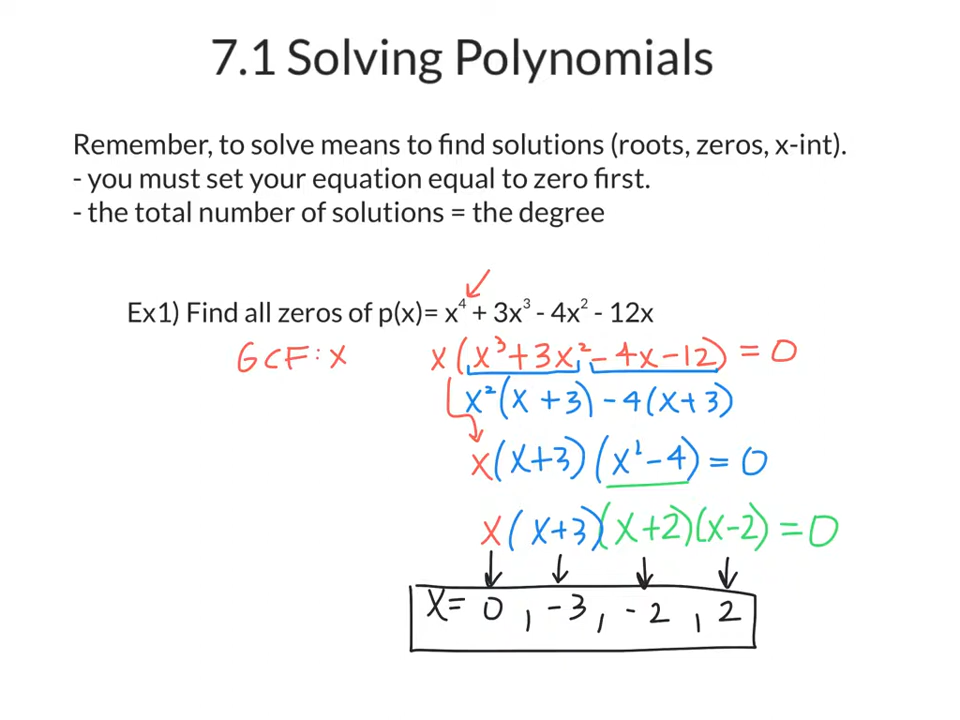 7.1 Solving Polynomials
Remember, to solve means to find solutions (roots, zeros, x-int).
- you must set your equation equal to zero first.
- the total number of solutions = the degree
Ex1) Find all zeros of p(x)= x⁴ + 3x³ - 4x² - 12x
GCF: x x(x³+3x²-4x-12) = 0
x²(x+3) -4(x+3)
x(x+3)(x²-4) = 0
x(x+3)(x+2)(x-2) = 0
x= 0, -3, -2, 2